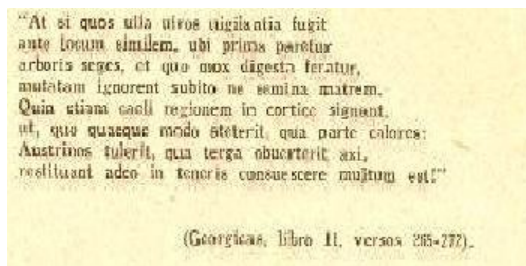 "At si quos ulla viros vigilantia fugit
ante locum similem, ubi prima paretur
arboris seges, et quo mox digesta feratur,
mutatam ignorent subito ne semina matrem.
Quin etiam caeli regionem in cortice signant,
ut, quo quaeque modo steterit, qua parte calores:
Austrinos tulerit, qua terga obverterit axi,
restituant adeo in teneris consuescere multum est!"
(Georgicas, libro II, versos 265-272).